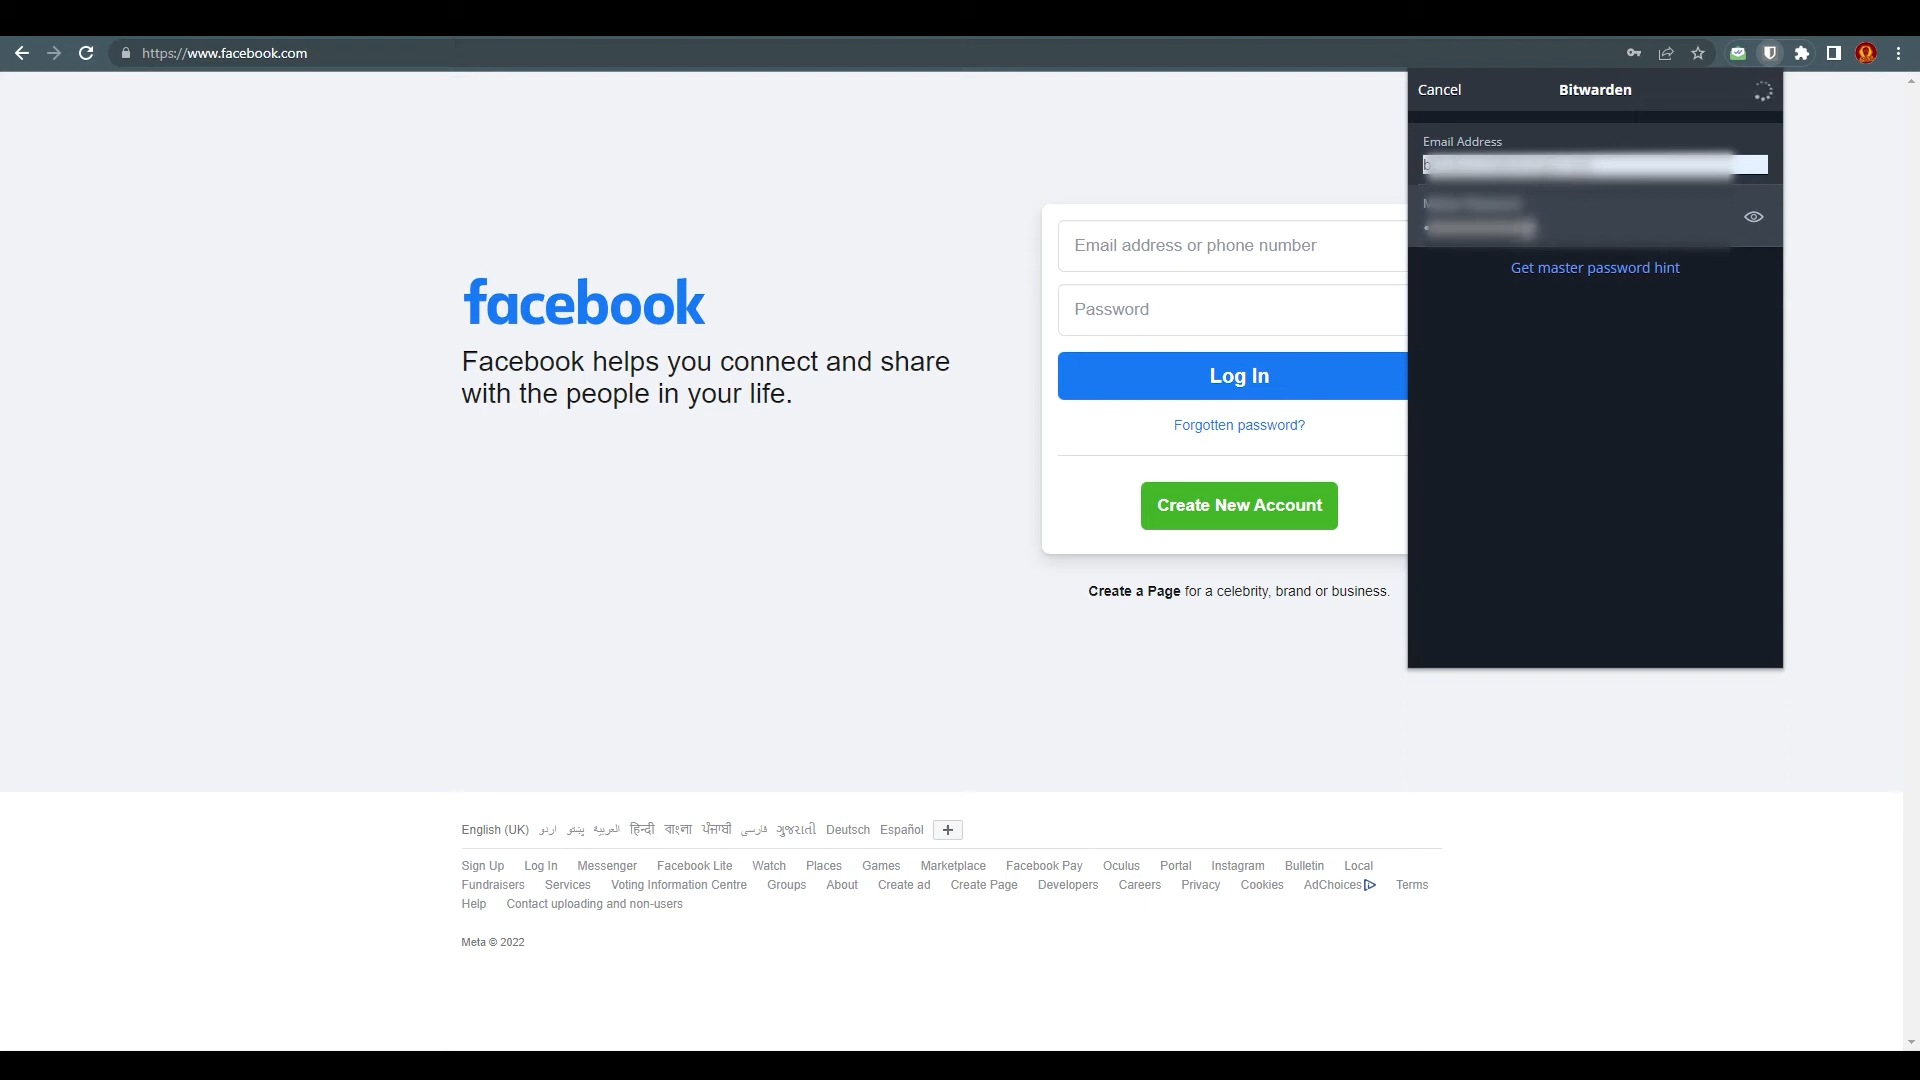 https://www.facebook.com
Cancel
Bitwarden
Email Address
Get master password hint
Email address or phone number
Password
Log In
Forgotten password?
Create New Account
Create a Page for a celebrity, brand or business.
facebook
Facebook helps you connect and share
with the people in your life.
English (UK) اردو پښتو العربية हिन्दी বাংলা ਪੰਜਾਬੀ فارسی ગુજરાતી Deutsch Español +
Sign Up Log In Messenger Facebook Lite Watch Places Games Marketplace Facebook Pay Oculus Portal Instagram Bulletin Local
Fundraisers Services Voting Information Centre Groups About Create ad Create Page Developers Careers Privacy Cookies AdChoices Terms
Help Contact uploading and non-users
Meta © 2022